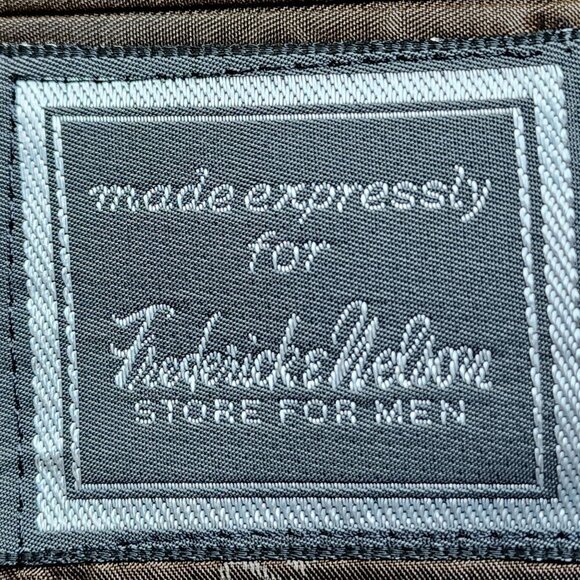 made expressly
for
Frederick & Nelson
STORE FOR MEN